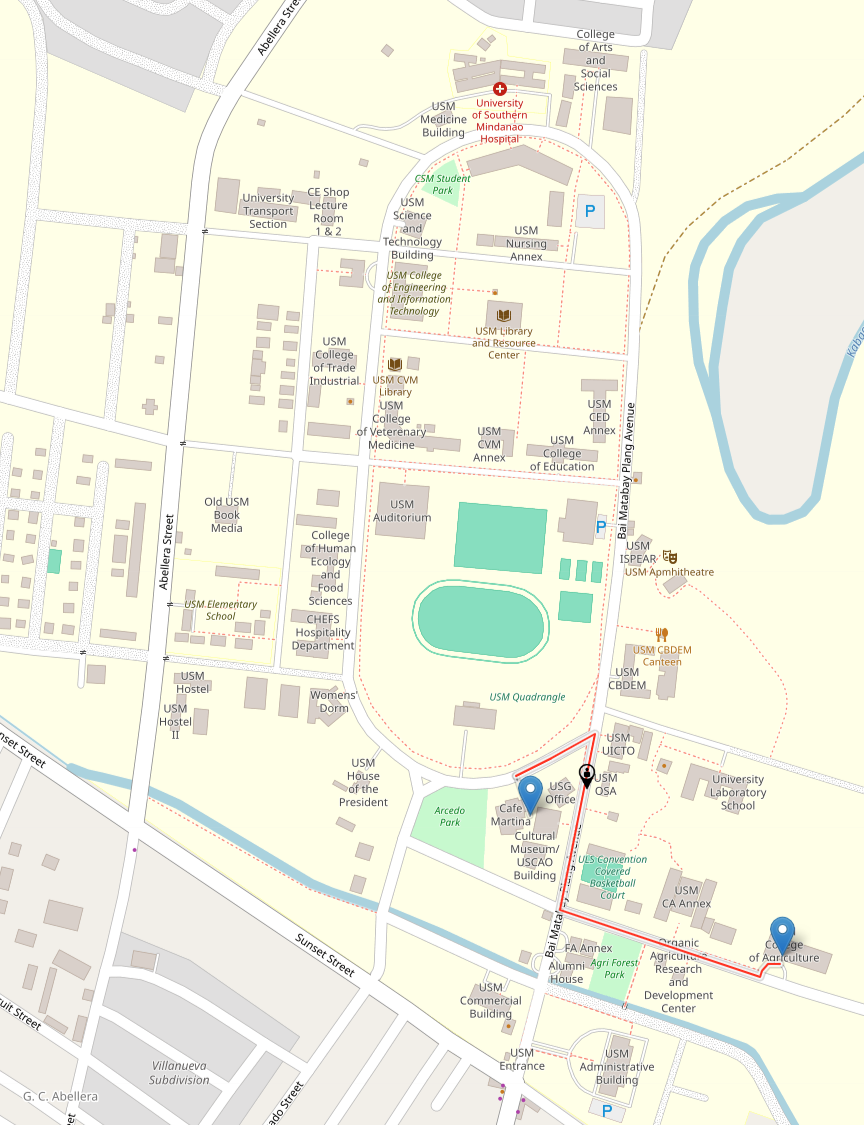 Abellera Stre
College
of Arts
and
Social
Sciences
University
of Southern
Mindanao
Hospital
USM
Medicine
Building
CSM Student
Park
University
Transport
Section
CE Shop
Lecture
Room
1 & 2
P
USM
Science
and
Technology
Building
USM
Nursing
Annex
USM College
of Engineering
and Information
Technology
USM Library
and Resource
Center
Kabac
USM
College
of Trade
Industrial
USM CVM
Library
USM
College
of Veterenary
Medicine
USM
CED
Annex
USM
CVM
Annex
USM
College
of Education
Bai Matabay Plang Avenue
Old USM
Book
Media
USM
Auditorium
P
Abellera Street
College
of Human
Ecology
and
Food
Sciences
USM
ISPEAR
USM Apmhitheatre
USM Elementary
School
CHEFS
Hospitality
Department
USM CBDEM
Canteen
USM
Hostel
USM
CBDEM
Womens'
Dorm
USM Quadrangle
USM
Hostel
II
nset Street
USM
UICTO
USM
House
of the
President
USG
Office
USM
OSA
University
Laboratory
School
Arcedo
Park
Cafe
Martina
Cultural
Museum/
USCAO
Building
ULS Convention
Covered
Basketball
Court
USM
CA Annex
Bai Mata
Sunset Street
FA Annex
Alumni
House
Agri Forest
Park
Organic
Agriculture
Research
and
Development
Center
College
of Agriculture
USM
Commercial
Building
uit Street
USM
Entrance
USM
Administrative
Building
Villanueva
Subdivision
G. C. Abellera
ado Street
et
P